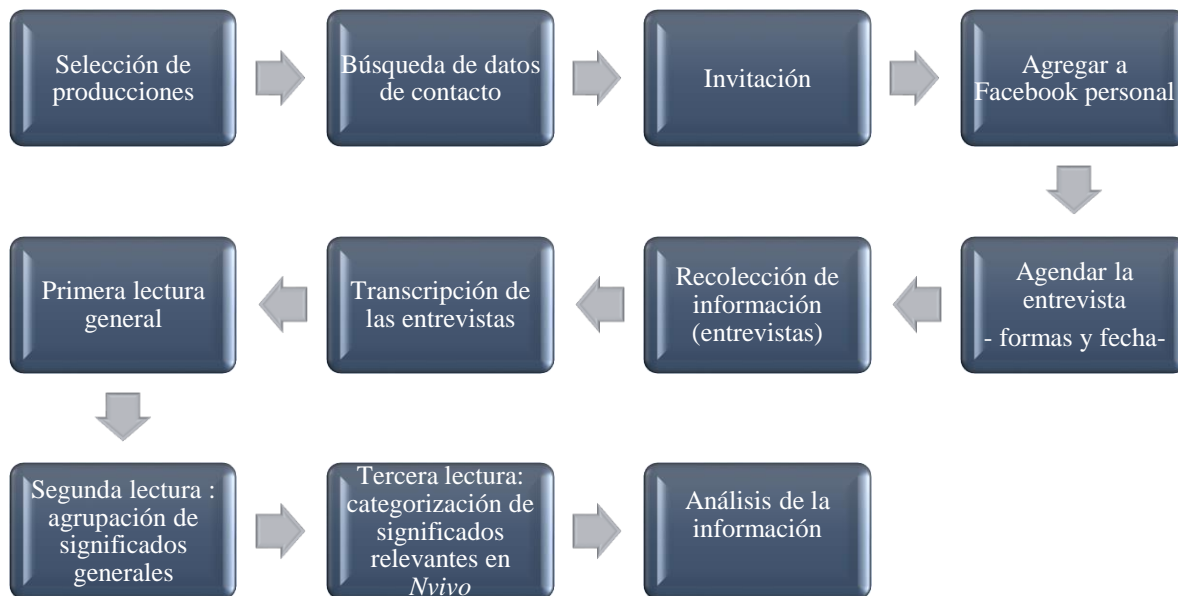 Selección de
producciones
Búsqueda de datos
de contacto
Invitación
Agregar a
Facebook personal
Agendar la
entrevista
- formas y fecha-
Recolección de
información
(entrevistas)
Transcripción de
las entrevistas
Primera lectura
general
Segunda lectura :
agrupación de
significados
generales
Tercera lectura:
categorización de
significados
relevantes en
Nvivo
Análisis de la
información